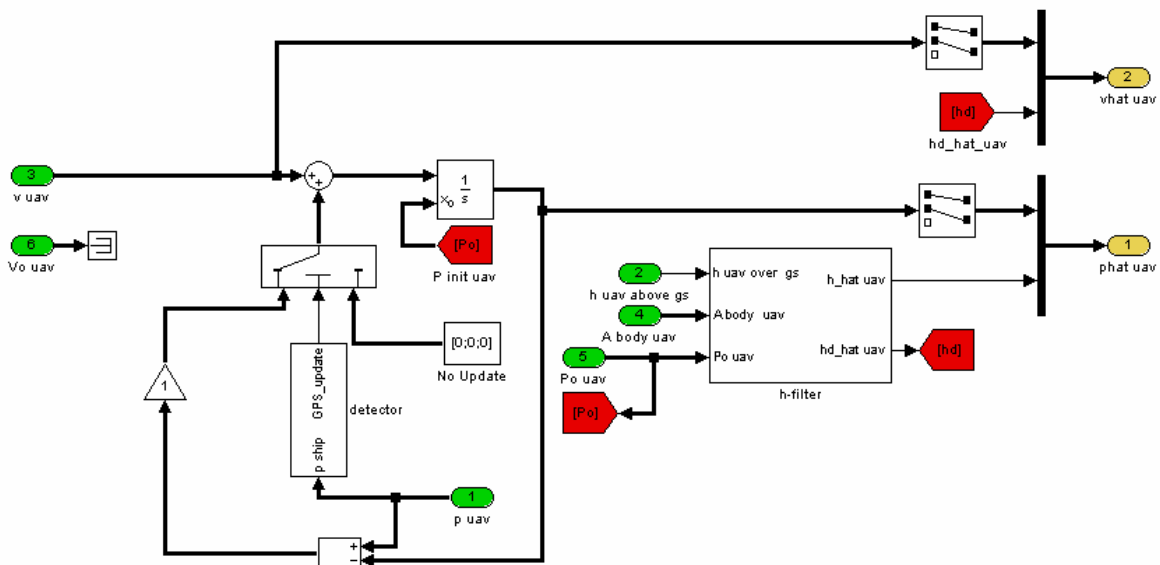 2
vhat uav
[hd]
hd_hat_uav
3
v uav
+
+
1
s
x₀
6
Vo uav
[Po]
P init uav
1
phat uav
2
h uav above gs
h uav over gs
h_hat uav
4
A body uav
A body uav
hd_hat uav
[hd]
5
Po uav
Po uav
h-filter
[Po]
[0;0;0]
No Update
1
GPS_update
p ship
detector
1
p uav
+
−